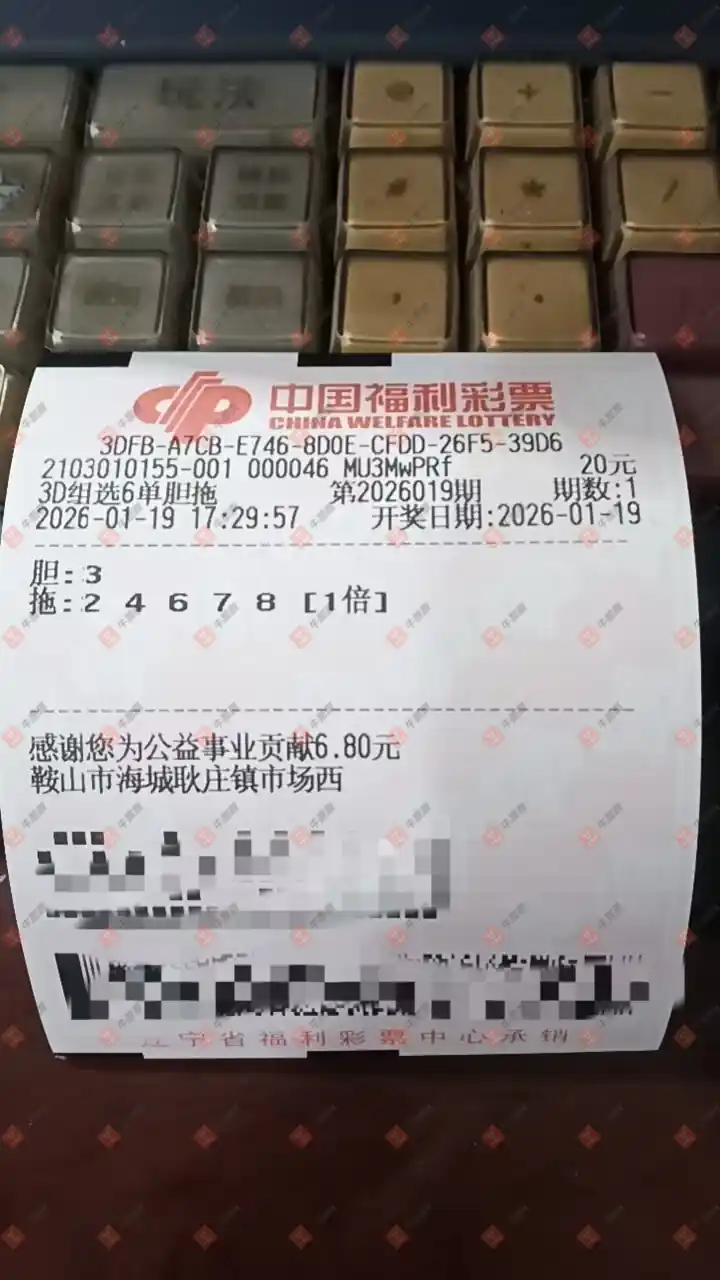 玩法
中国福利彩票
CHINA WELFARE LOTTERY
3DFB-A7CB-E746-8D0E-CFDD-26F5-39D6
2103010155-001 000046 MU3MwPRf 20元
3D组选6单胆拖 第2026019期 期数:1
2026-01-19 17:29:57 开奖日期:2026-01-19
胆:3
拖:2 4 6 7 8 [1倍]
感谢您为公益事业贡献6.80元
鞍山市海城耿庄镇市场西
辽宁省福利彩票中心承销